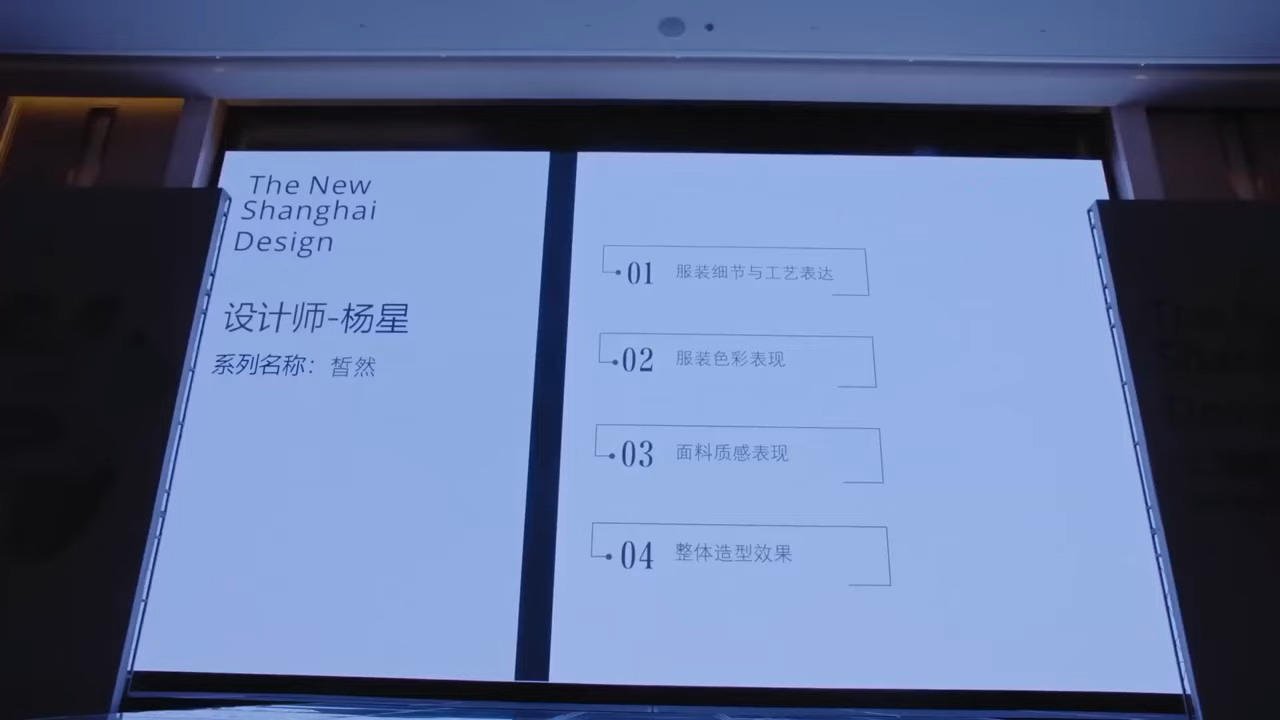 The New
Shanghai
Design
设计师-杨星
系列名称：皙然
01 服装细节与工艺表达
02 服装色彩表现
03 面料质感表现
04 整体造型效果